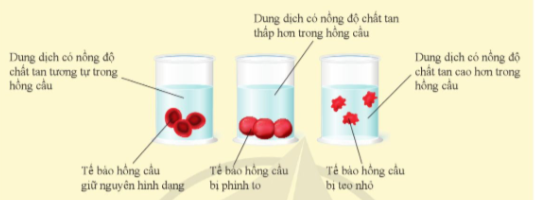 Dung dịch có nồng độ
chất tan tương tự trong
hồng cầu
Dung dịch có nồng độ chất tan
thấp hơn trong hồng cầu
Dung dịch có nồng độ
chất tan cao hơn trong
hồng cầu
Tế bào hồng cầu
giữ nguyên hình dạng
Tế bào hồng cầu
bị phình to
Tế bào hồng cầu
bị teo nhỏ